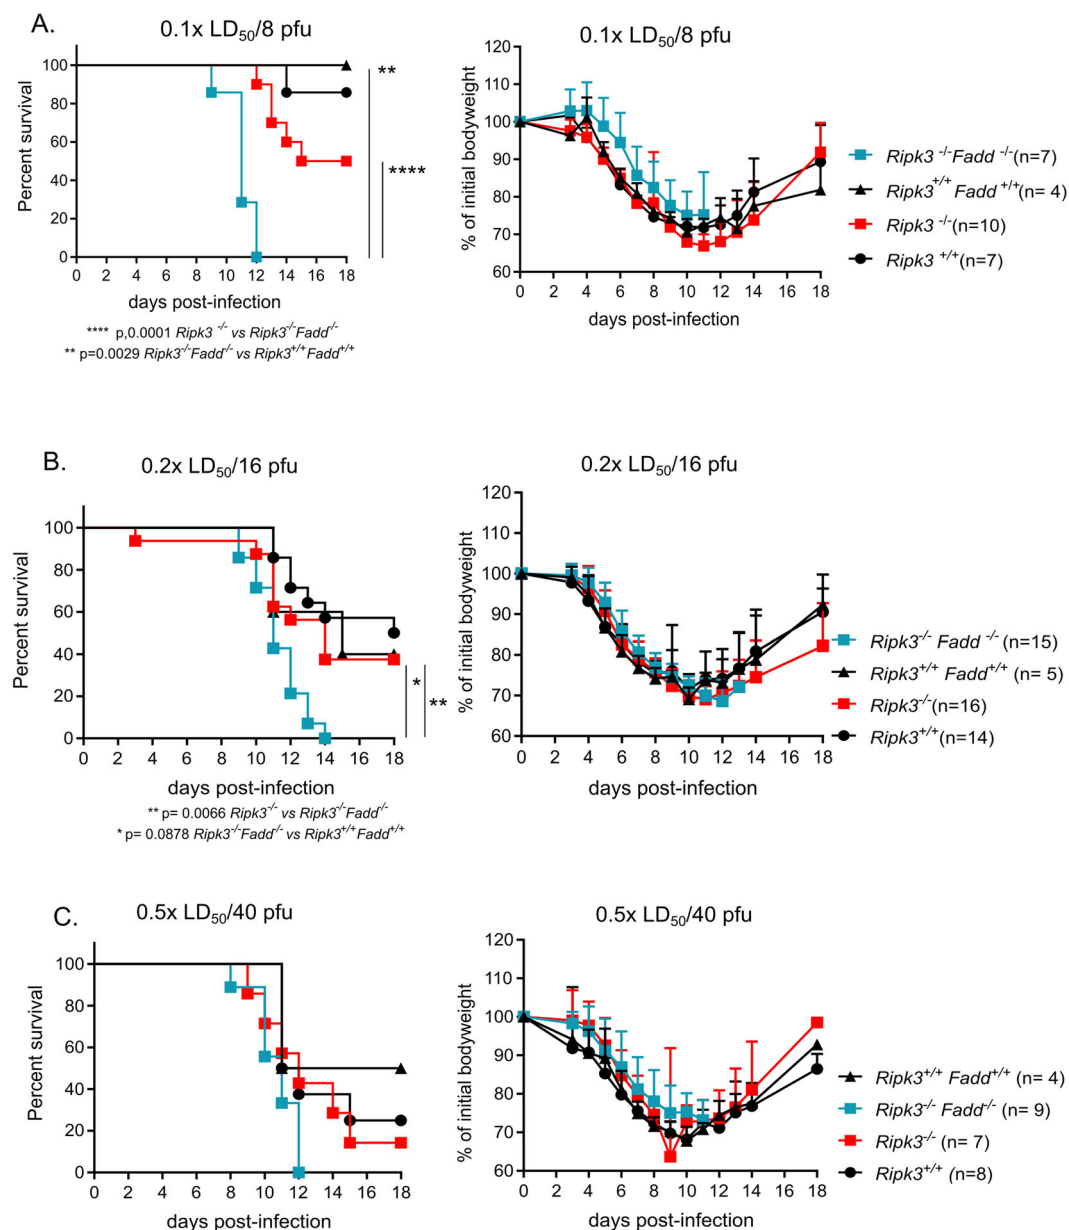 A.
0.1x LD50/8 pfu
Percent survival
100
80
60
40
20
0
0 2 4 6 8 10 12 14 16 18
days post-infection
**
****
**** p,0.0001 Ripk3 -/- vs Ripk3-/-Fadd-/-
** p=0.0029 Ripk3-/-Fadd-/- vs Ripk3+/+Fadd+/+
0.1x LD50/8 pfu
% of initial bodyweight
120
100
80
60
0 2 4 6 8 10 12 14 16 18
days post-infection
Ripk3 -/-Fadd -/-(n=7)
Ripk3+/+ Fadd +/+(n= 4)
Ripk3 -/-(n=10)
Ripk3 +/+(n=7)
B.
0.2x LD50/16 pfu
Percent survival
100
80
60
40
20
0
0 2 4 6 8 10 12 14 16 18
days post-infection
*
**
** p= 0.0066 Ripk3-/- vs Ripk3-/-Fadd-/-
* p= 0.0878 Ripk3-/-Fadd-/- vs Ripk3+/+Fadd+/+
0.2x LD50/16 pfu
% of initial bodyweight
120
100
90
80
70
60
0 2 4 6 8 10 12 14 16 18
days post-infection
Ripk3-/- Fadd -/- (n=15)
Ripk3+/+ Fadd+/+ (n= 5)
Ripk3-/-(n=16)
Ripk3+/+(n=14)
C.
0.5x LD50/40 pfu
Percent survival
100
80
60
40
20
0
0 2 4 6 8 10 12 14 16 18
days post-infection
0.5x LD50/40 pfu
% of initial bodyweight
120
110
100
90
80
70
60
0 2 4 6 8 10 12 14 16 18
days post-infection
Ripk3+/+ Fadd+/+ (n= 4)
Ripk3-/- Fadd-/- (n= 9)
Ripk3-/- (n= 7)
Ripk3+/+ (n=8)